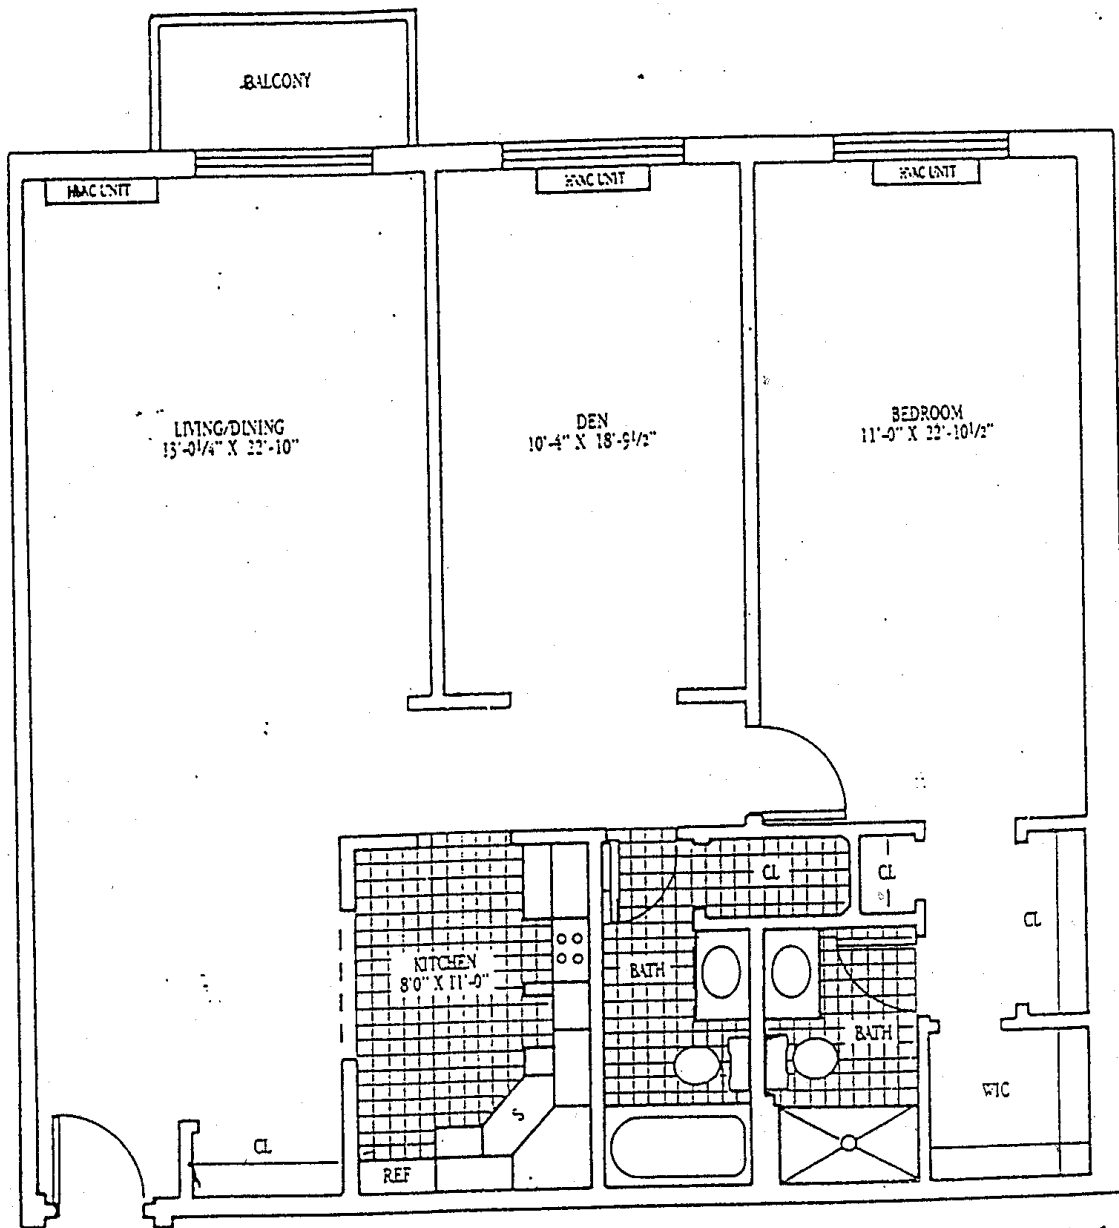 BALCONY
HVAC UNIT
HVAC UNIT
HVAC UNIT
LIVING/DINING
13'-0 1/4" X 22'-10"
DEN
10'-4" X 18'-9 1/2"
BEDROOM
11'-0" X 22'-10 1/2"
CL
CL
CL
KITCHEN
8'0" X 11'-0"
BATH
BATH
WIC
S
CL
REF